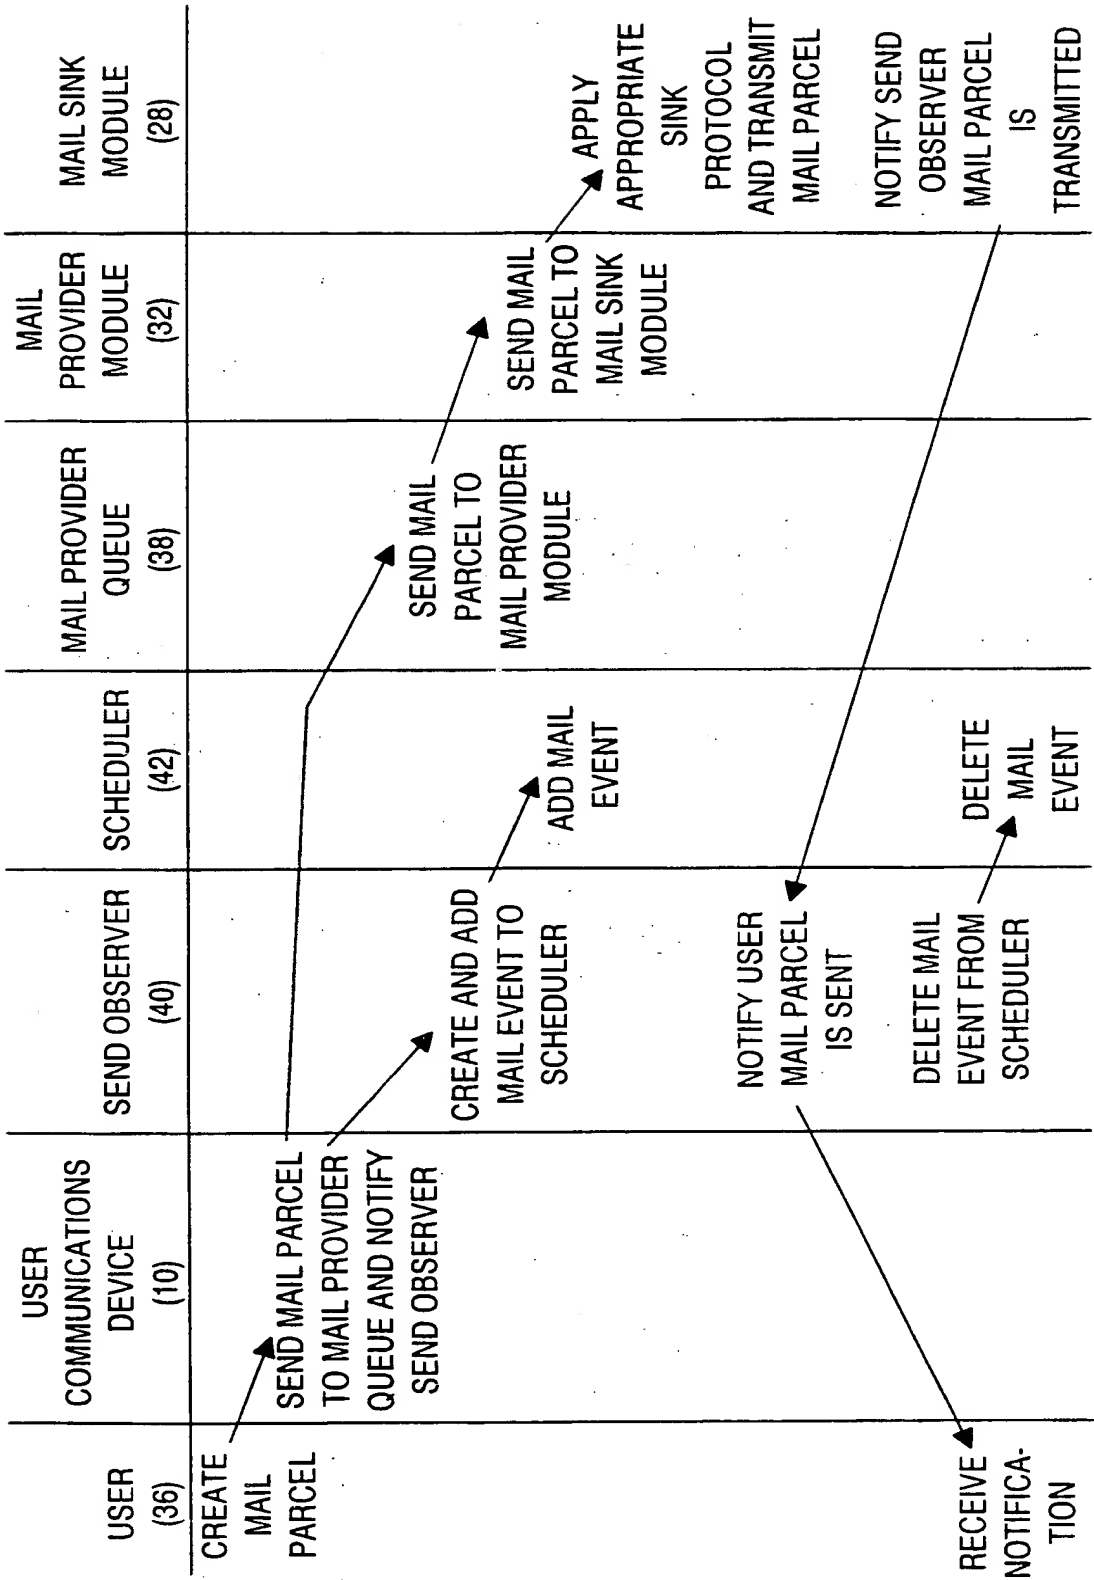 USER
(36)
USER
COMMUNICATIONS
DEVICE
(10)
SEND OBSERVER
(40)
SCHEDULER
(42)
MAIL PROVIDER
QUEUE
(38)
MAIL
PROVIDER
MODULE
(32)
MAIL SINK
MODULE
(28)
CREATE
MAIL
PARCEL
SEND MAIL PARCEL
TO MAIL PROVIDER
QUEUE AND NOTIFY
SEND OBSERVER
CREATE AND ADD
MAIL EVENT TO
SCHEDULER
ADD MAIL
EVENT
SEND MAIL
PARCEL TO
MAIL PROVIDER
MODULE
SEND MAIL
PARCEL TO
MAIL SINK
MODULE
APPLY
APPROPRIATE
SINK
PROTOCOL
AND TRANSMIT
MAIL PARCEL
NOTIFY SEND
OBSERVER
MAIL PARCEL
IS
TRANSMITTED
NOTIFY USER
MAIL PARCEL
IS SENT
DELETE MAIL
EVENT FROM
SCHEDULER
DELETE
MAIL
EVENT
RECEIVE
NOTIFICA-
TION